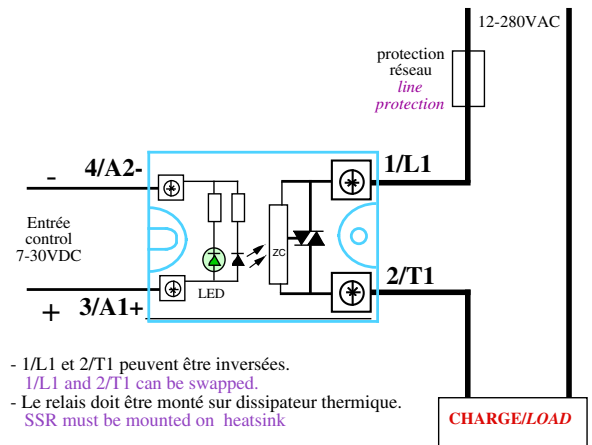 12-280VAC
protection
réseau
line
protection
4/A2-
1/L1
-
Entrée
control
7-30VDC
ZC
+
3/A1+
LED
2/T1
- 1/L1 et 2/T1 peuvent être inversées.
1/L1 and 2/T1 can be swapped.
- Le relais doit être monté sur dissipateur thermique.
SSR must be mounted on heatsink
CHARGE/LOAD